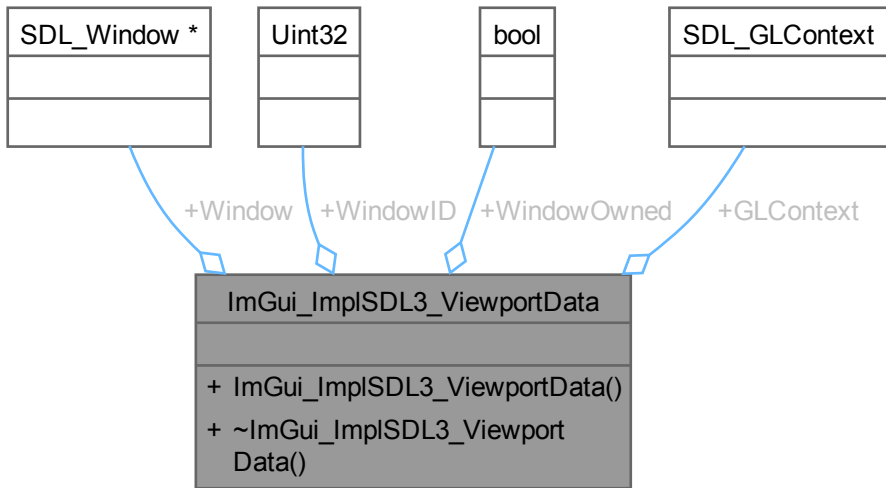 SDL_Window *
Uint32
bool
SDL_GLContext
+Window
+WindowID
+WindowOwned
+GLContext
ImGui_ImplSDL3_ViewportData
+ ImGui_ImplSDL3_ViewportData()
+ ~ImGui_ImplSDL3_Viewport
Data()